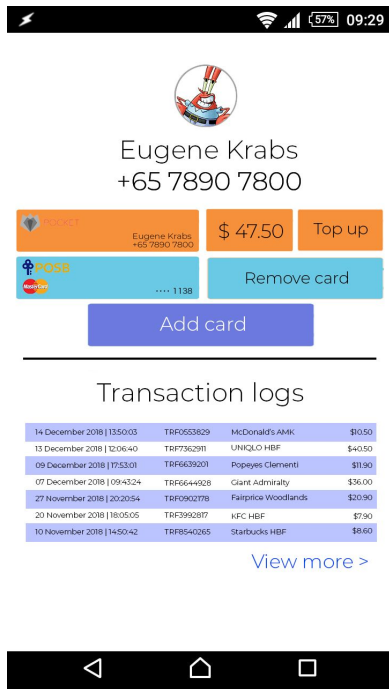 57% 09:29
Eugene Krabs
+65 7890 7800
POCKET
Eugene Krabs
+65 7890 7800
$ 47.50
Top up
POSB
MasterCard
···· 1138
Remove card
Add card
Transaction logs
14 December 2018 | 13:50:03 TRF0553829 McDonald's AMK $10.50
13 December 2018 | 12:06:40 TRF7362911 UNIQLO HBF $40.50
09 December 2018 | 17:53:01 TRF6639201 Popeyes Clementi $11.90
07 December 2018 | 09:43:24 TRF6644928 Giant Admiralty $36.00
27 November 2018 | 20:20:54 TRF0902178 Fairprice Woodlands $20.90
20 November 2018 | 18:05:05 TRF3992817 KFC HBF $7.90
10 November 2018 | 14:50:42 TRF8540265 Starbucks HBF $8.60
View more >